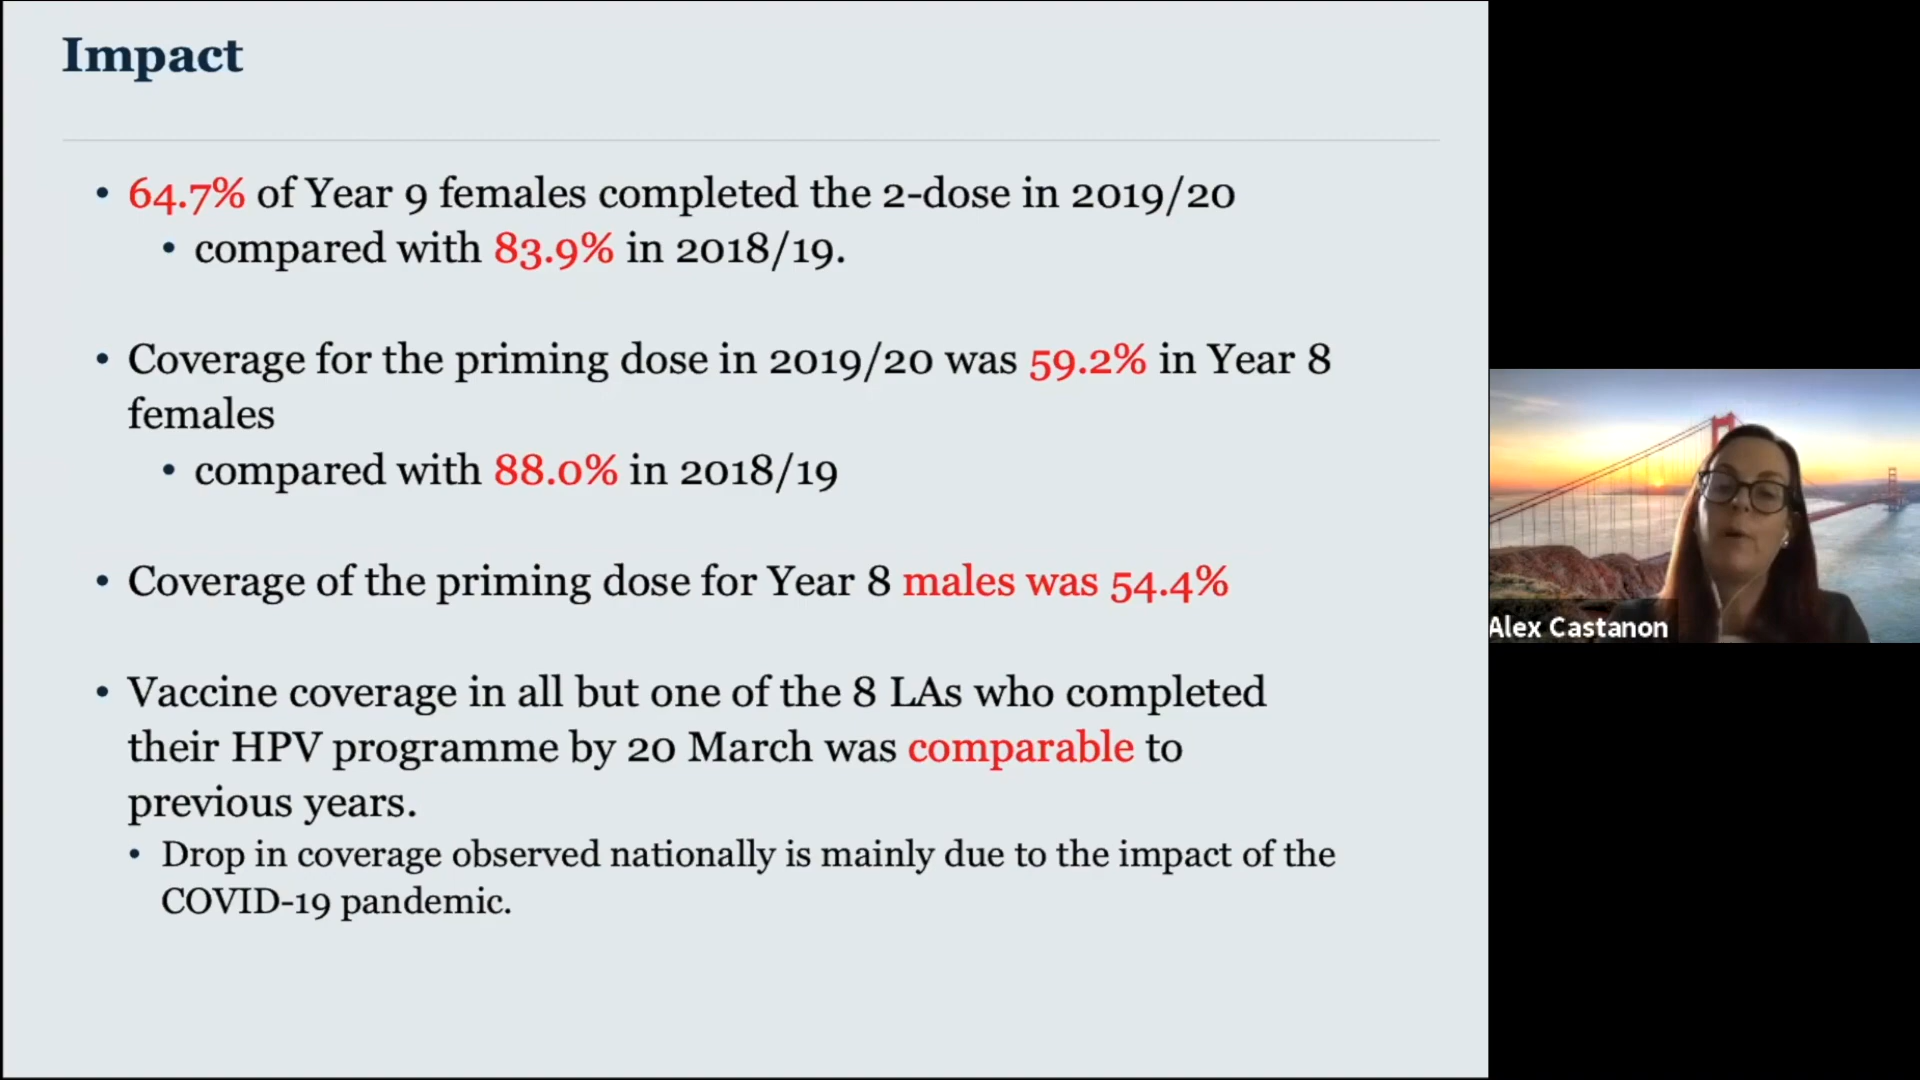 Impact
• 64.7% of Year 9 females completed the 2-dose in 2019/20
• compared with 83.9% in 2018/19.
• Coverage for the priming dose in 2019/20 was 59.2% in Year 8
females
• compared with 88.0% in 2018/19
• Coverage of the priming dose for Year 8 males was 54.4%
• Vaccine coverage in all but one of the 8 LAs who completed
their HPV programme by 20 March was comparable to
previous years.
• Drop in coverage observed nationally is mainly due to the impact of the
COVID-19 pandemic.
Alex Castanon